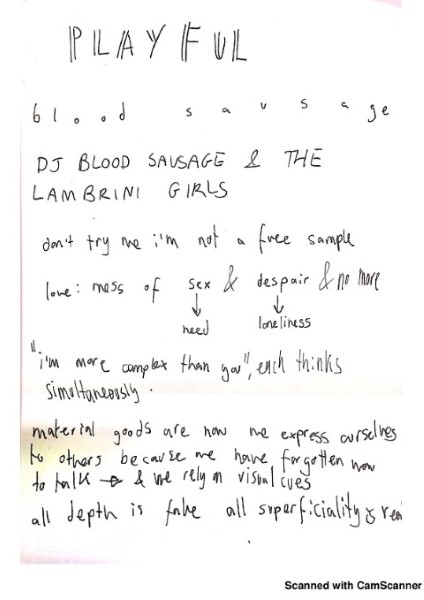 PLAYFUL
blood sausage
DJ BLOOD SAUSAGE & THE
LAMBRINI GIRLS
don't try me i'm not a free sample
love: mess of sex & despair & no more
need loneliness
"i'm more complex than you", each thinks
simultaneously.
material goods are how we express ourselves
to others because we have forgotten how
to talk → & we rely on visual cues
all depth is fake all superficiality is real
Scanned with CamScanner